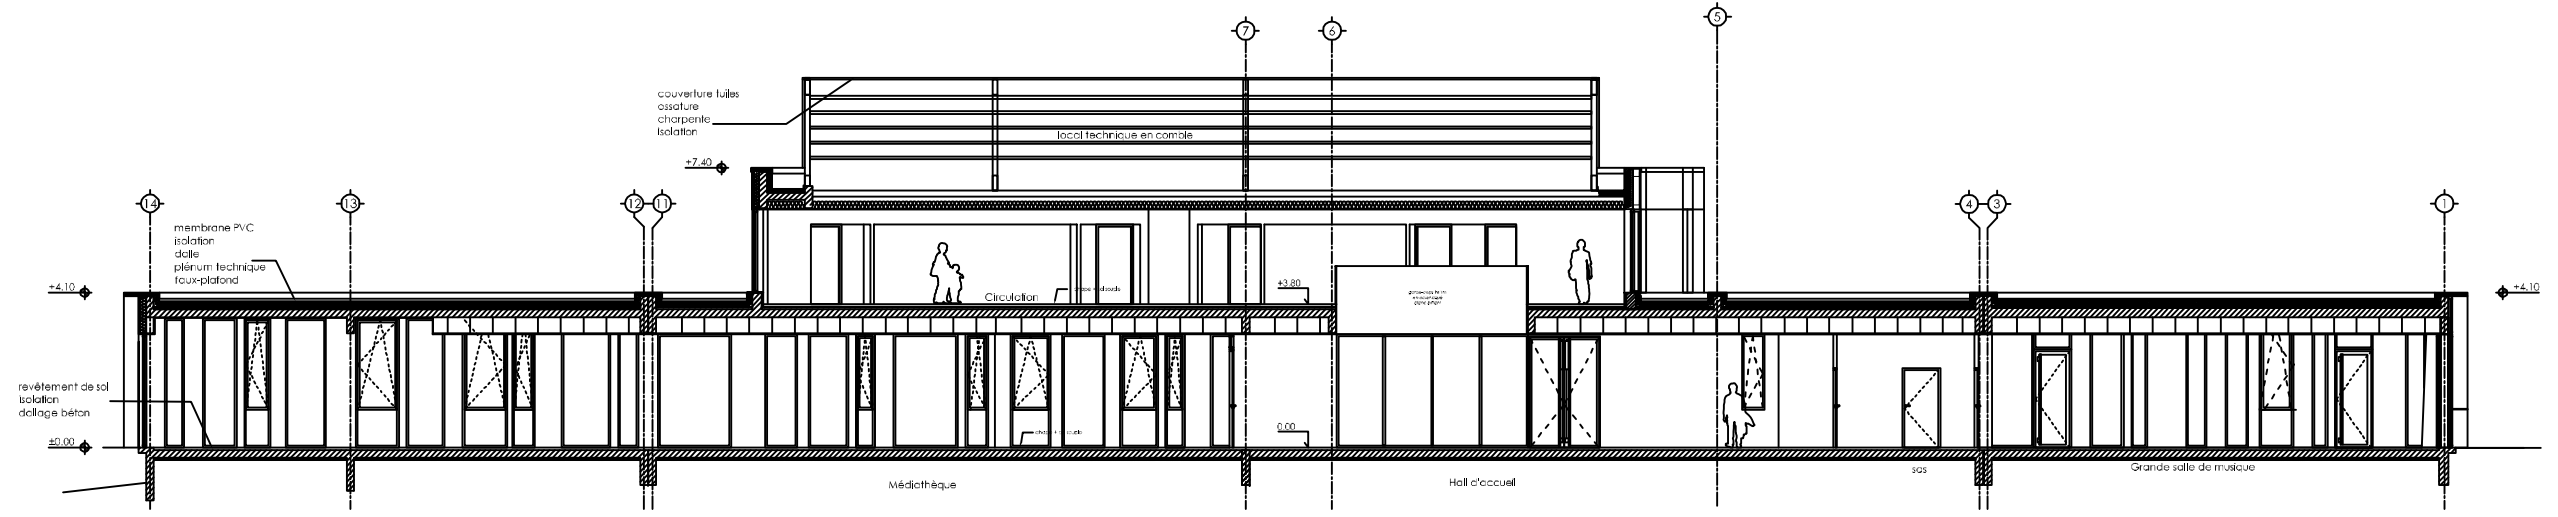 5
7
6
couverture tuiles
ossature
charpente
isolation
local technique en comble
+7.40
14
13
12
11
4
3
1
membrane PVC
isolation
dalle
plénum technique
faux-plafond
+4.10
+3.80
Circulation
+4.10
revêtement de sol
isolation
dallage béton
±0.00
0.00
Médiathèque
Hall d'accueil
sas
Grande salle de musique